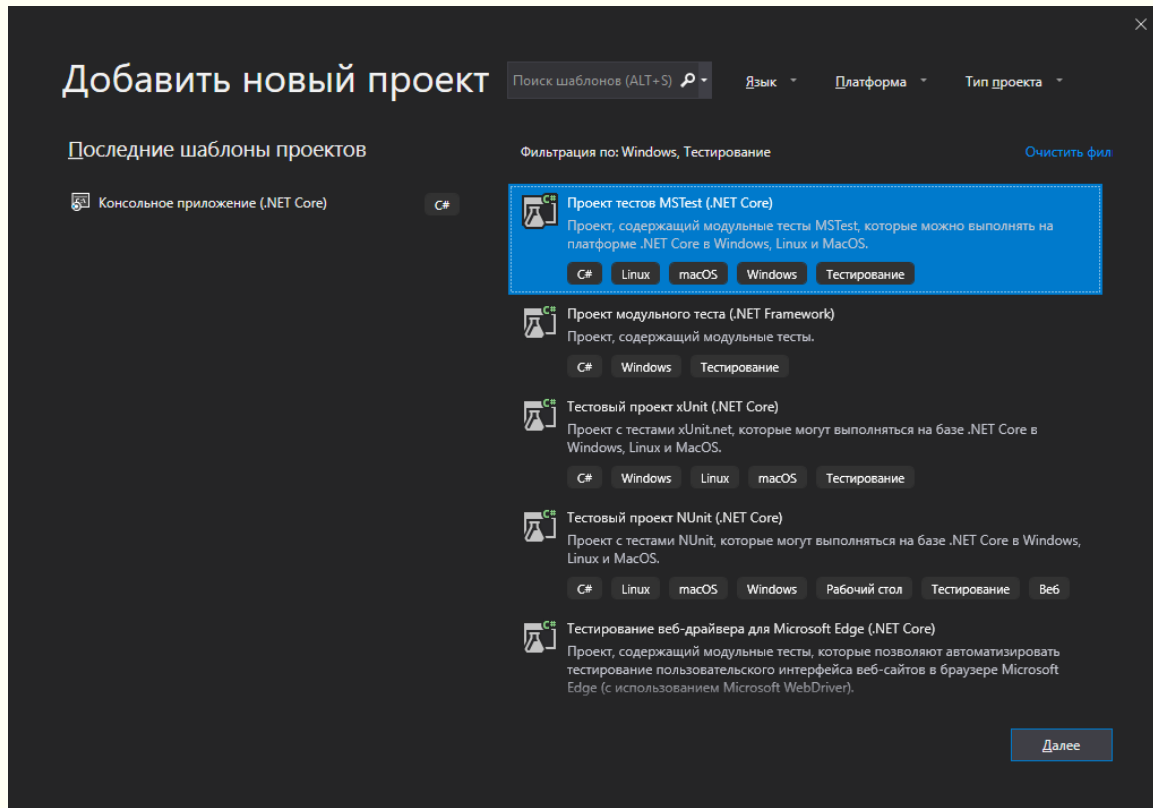 Добавить новый проект
Поиск шаблонов (ALT+S)
Язык
Платформа
Тип проекта
Последние шаблоны проектов
Консольное приложение (.NET Core)
C#
Фильтрация по: Windows, Тестирование
Очистить фил
Проект тестов MSTest (.NET Core)
Проект, содержащий модульные тесты MSTest, которые можно выполнять на
платформе .NET Core в Windows, Linux и MacOS.
C# Linux macOS Windows Тестирование
Проект модульного теста (.NET Framework)
Проект, содержащий модульные тесты.
C# Windows Тестирование
Тестовый проект xUnit (.NET Core)
Проект с тестами xUnit.net, которые могут выполняться на базе .NET Core в
Windows, Linux и MacOS.
C# Windows Linux macOS Тестирование
Тестовый проект NUnit (.NET Core)
Проект с тестами NUnit, которые могут выполняться на базе .NET Core в Windows,
Linux и MacOS.
C# Linux macOS Windows Рабочий стол Тестирование Веб
Тестирование веб-драйвера для Microsoft Edge (.NET Core)
Проект, содержащий модульные тесты, которые позволяют автоматизировать
тестирование пользовательского интерфейса веб-сайтов в браузере Microsoft
Edge (с использованием Microsoft WebDriver).
Далее